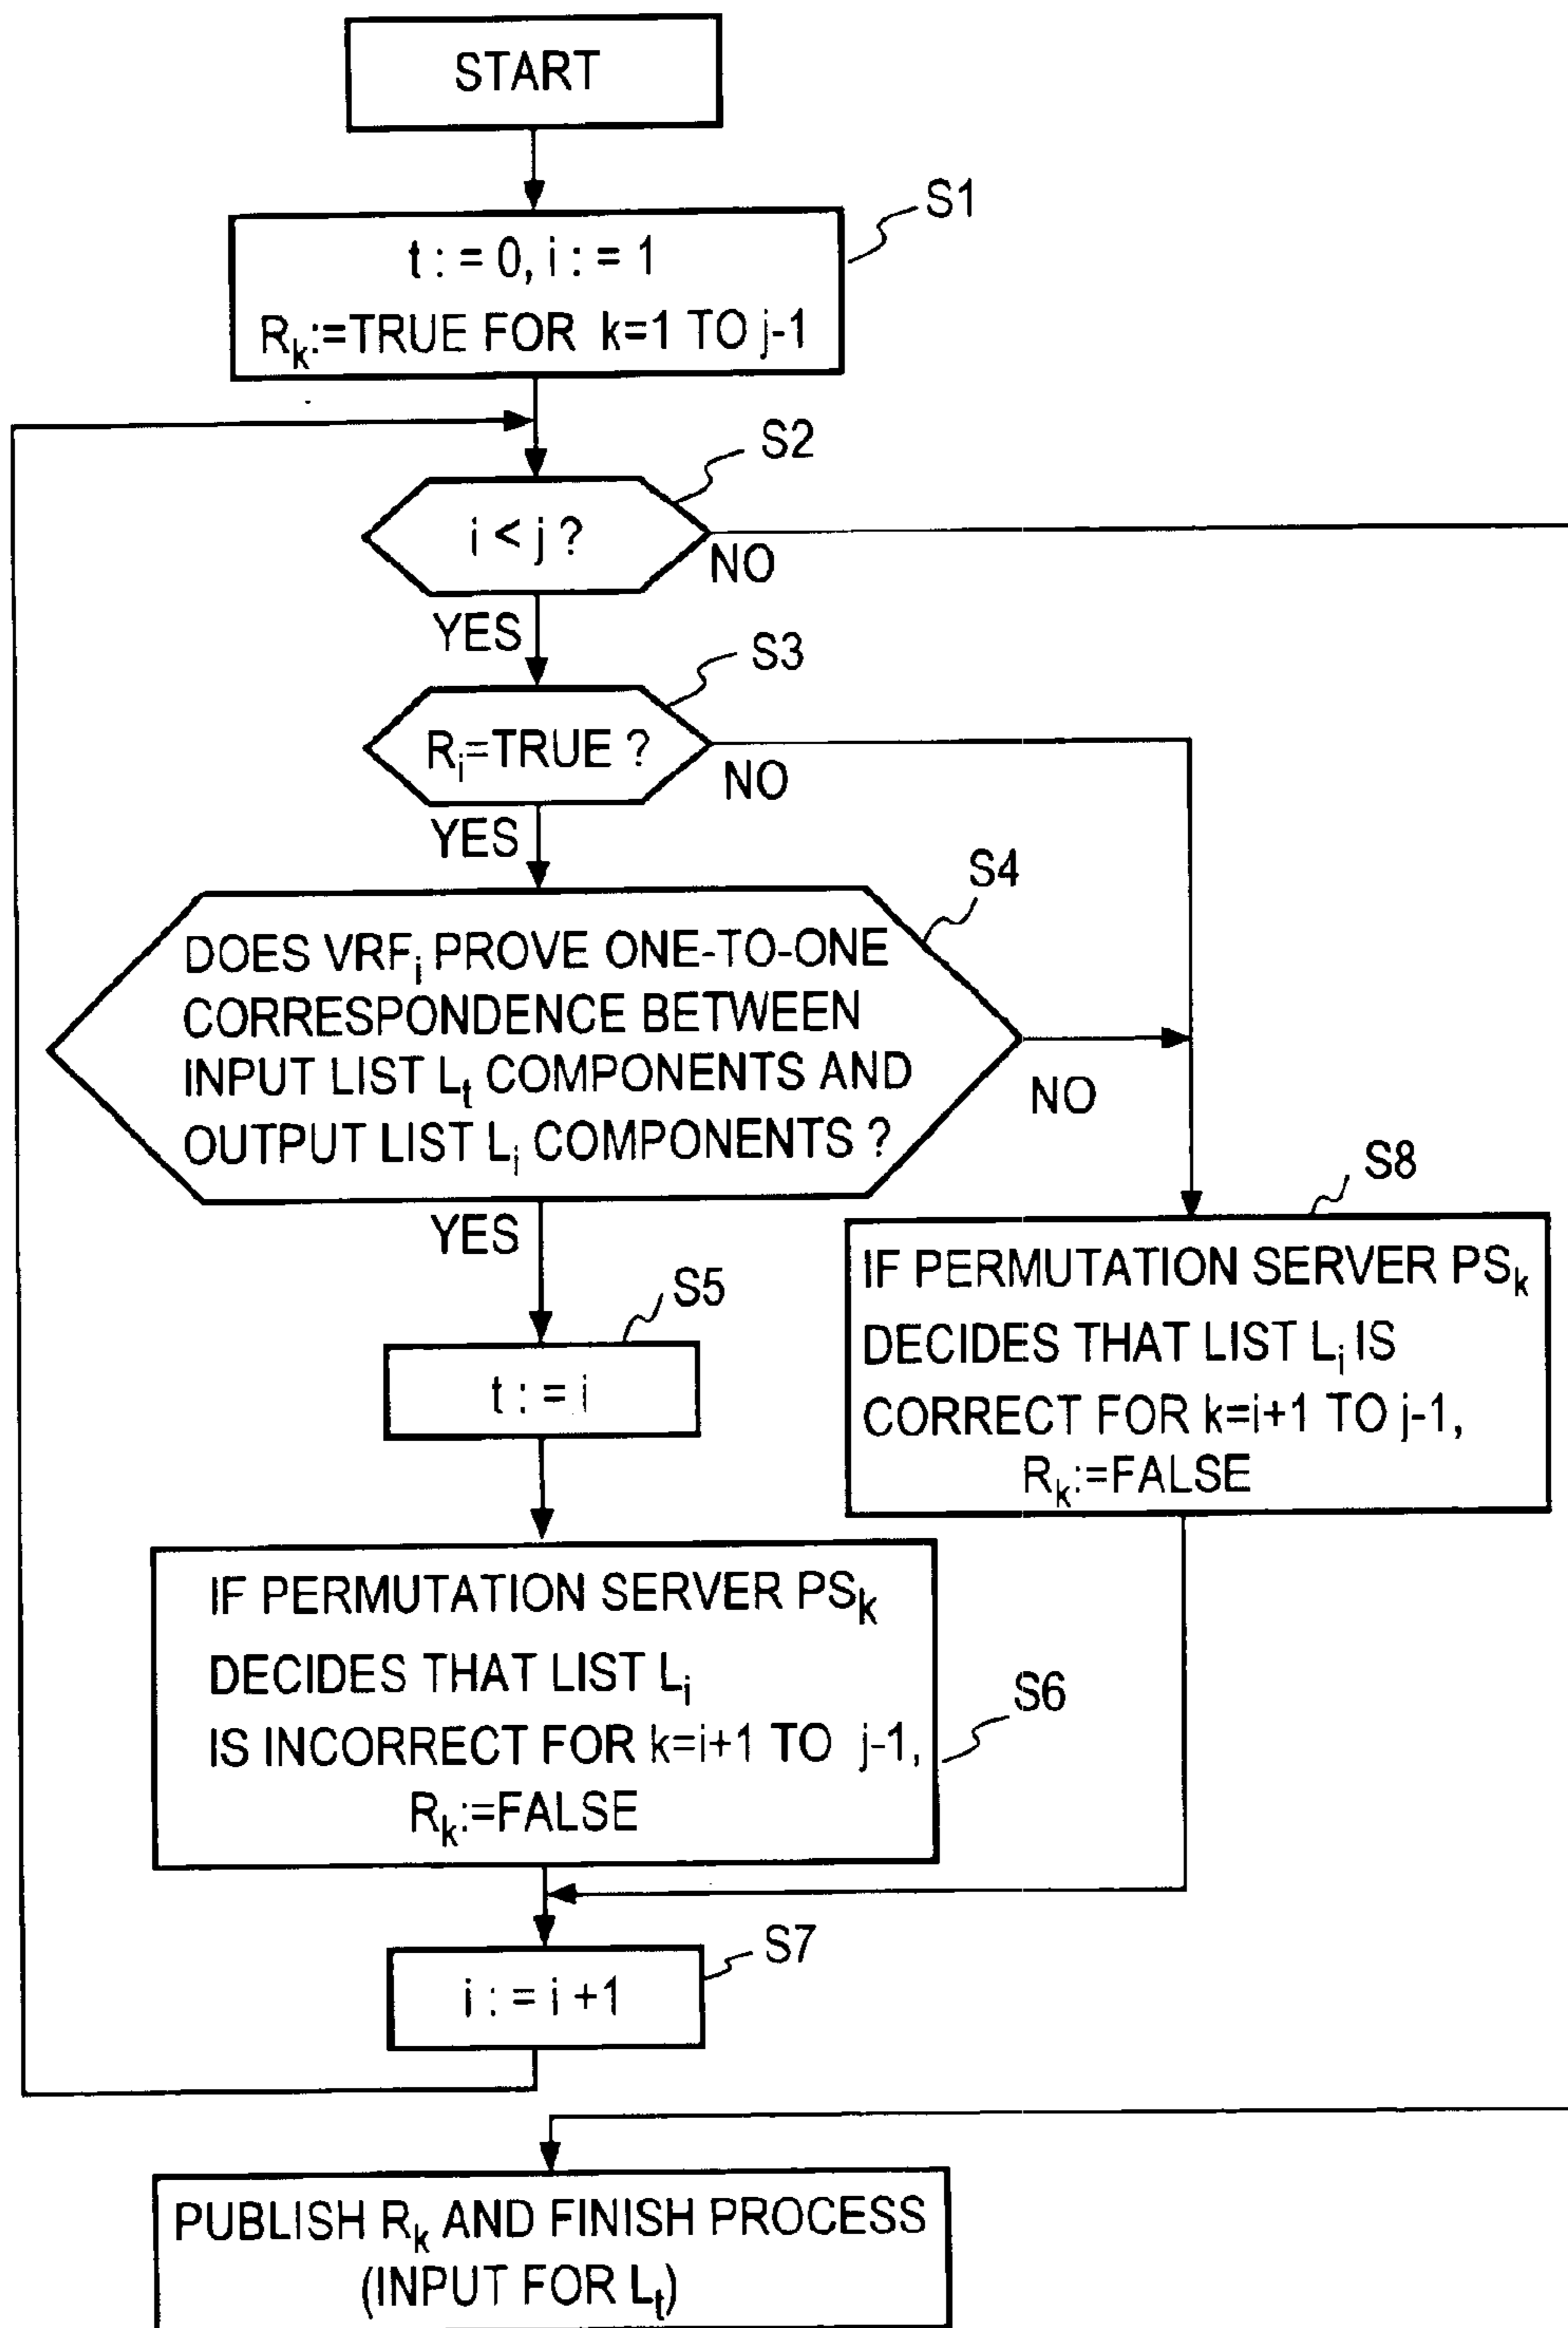 START
S1
t : = 0, i : = 1
Rk:=TRUE FOR k=1 TO j-1
S2
i < j ?
NO
YES
S3
Ri=TRUE ?
NO
YES
S4
DOES VRFi PROVE ONE-TO-ONE
CORRESPONDENCE BETWEEN
INPUT LIST Lt COMPONENTS AND
OUTPUT LIST Li COMPONENTS ?
NO
YES
S8
IF PERMUTATION SERVER PSk
DECIDES THAT LIST Li IS
CORRECT FOR k=i+1 TO j-1,
Rk:=FALSE
S5
t : = i
IF PERMUTATION SERVER PSk
DECIDES THAT LIST Li
IS INCORRECT FOR k=i+1 TO j-1,
Rk:=FALSE
S6
S7
i : = i +1
PUBLISH Rk AND FINISH PROCESS
(INPUT FOR Lt)